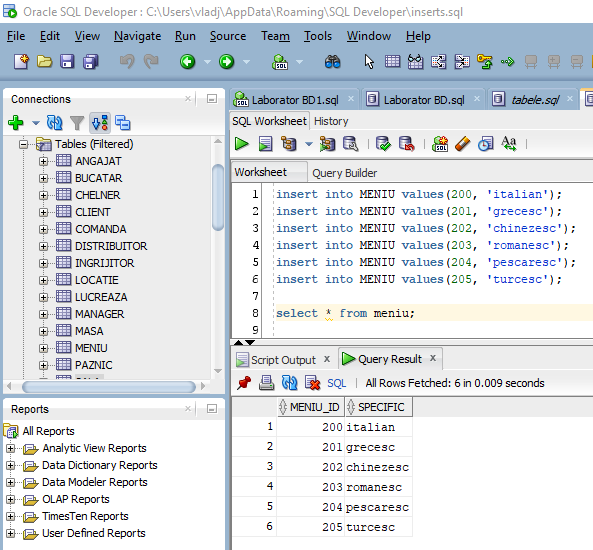 Oracle SQL Developer : C:\Users\vladj\AppData\Roaming\SQL Developer\inserts.sql
File Edit View Navigate Run Source Team Tools Window Help
SQL
Connections
Tables (Filtered)
ANGAJAT
BUCATAR
CHELNER
CLIENT
COMANDA
DISTRIBUITOR
INGRIJITOR
LOCATIE
LUCREAZA
MANAGER
MASA
MENIU
PAZNIC
Reports
All Reports
Analytic View Reports
Data Dictionary Reports
Data Modeler Reports
OLAP Reports
TimesTen Reports
User Defined Reports
Laborator BD1.sql Laborator BD.sql tabele.sql
SQL Worksheet History
Aa
Worksheet Query Builder
1 insert into MENIU values(200, 'italian');
2 insert into MENIU values(201, 'grecesc');
3 insert into MENIU values(202, 'chinezesc');
4 insert into MENIU values(203, 'romanesc');
5 insert into MENIU values(204, 'pescaresc');
6 insert into MENIU values(205, 'turcesc');
7
8 select * from meniu;
9
Script Output x Query Result x
SQL All Rows Fetched: 6 in 0.009 seconds
MENIU_ID SPECIFIC
1 200 italian
2 201 grecesc
3 202 chinezesc
4 203 romanesc
5 204 pescaresc
6 205 turcesc